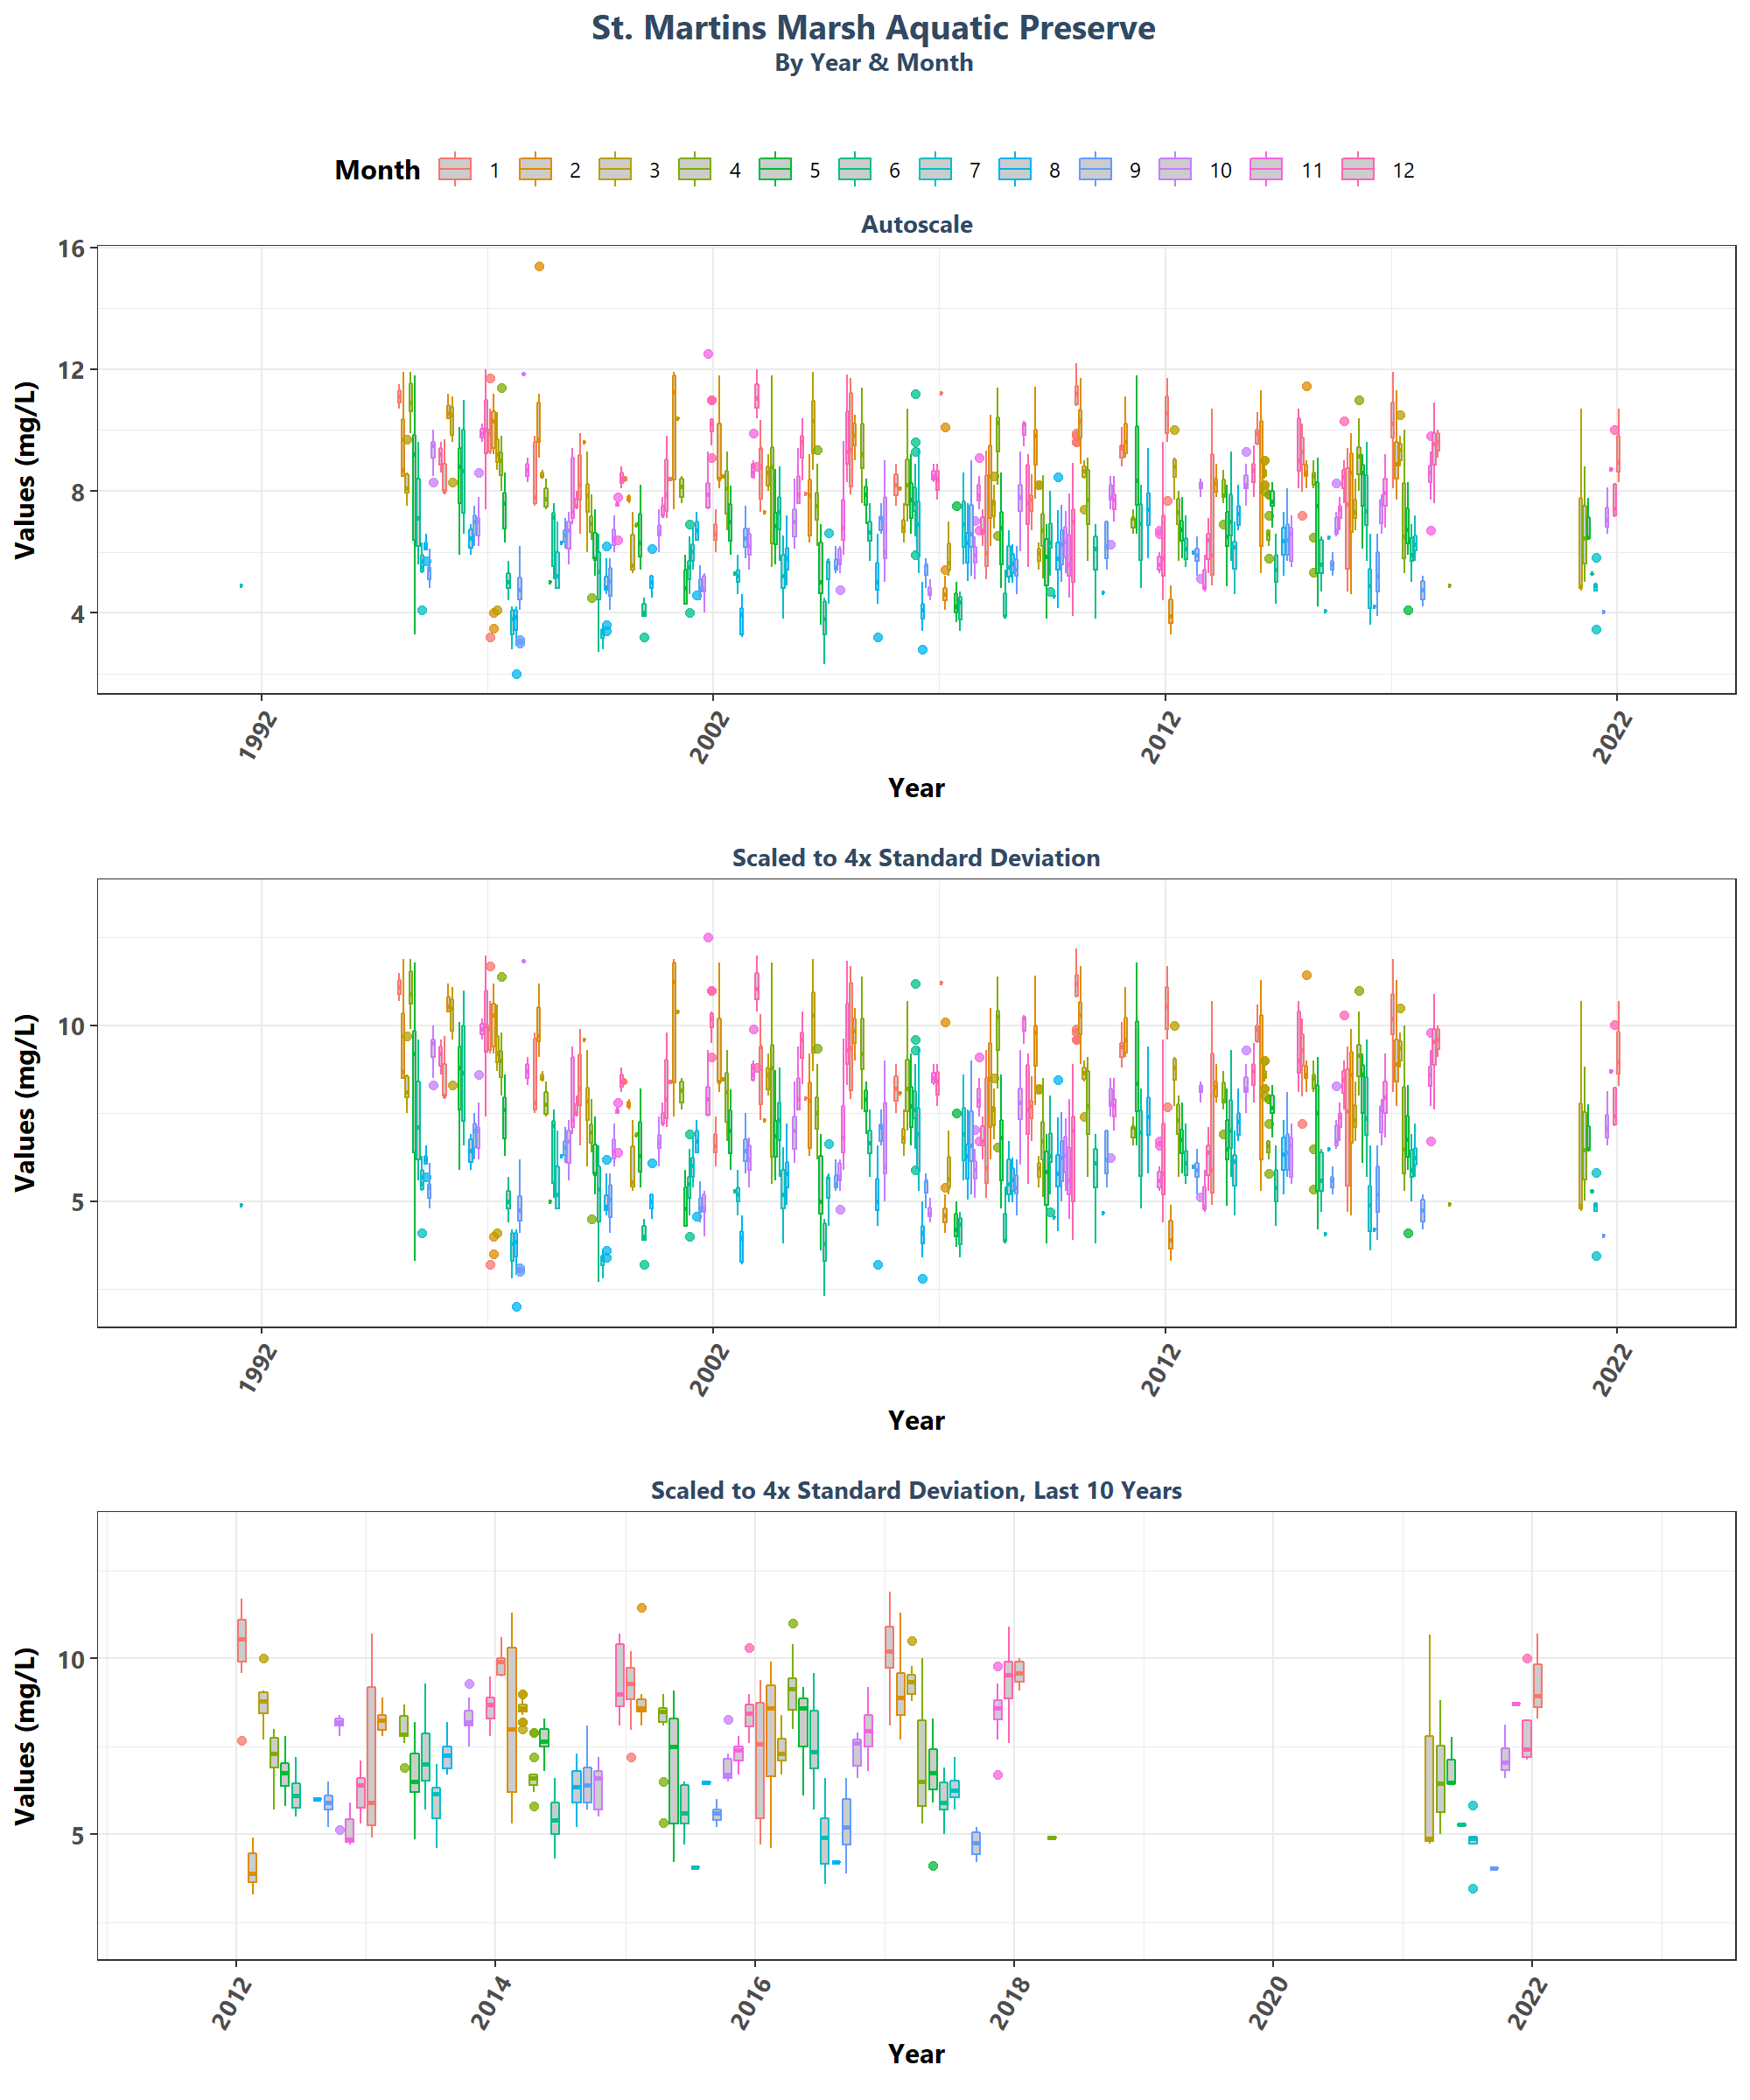 St. Martins Marsh Aquatic Preserve
By Year & Month
Month 1 2 3 4 5 6 7 8 9 10 11 12
Autoscale
Values (mg/L)
16
12
8
4
1992 2002 2012 2022
Year
Scaled to 4x Standard Deviation
Values (mg/L)
10
5
1992 2002 2012 2022
Year
Scaled to 4x Standard Deviation, Last 10 Years
Values (mg/L)
10
5
2012 2014 2016 2018 2020 2022
Year